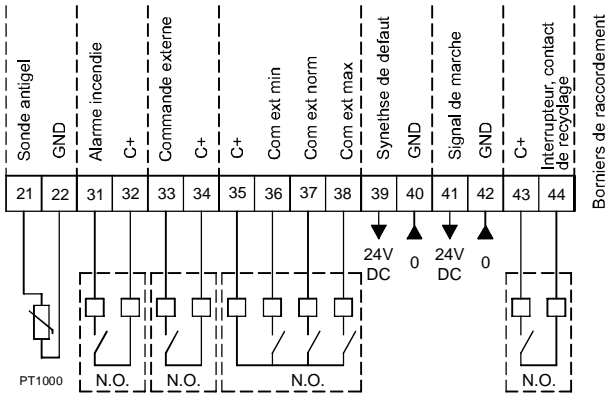 Sonde antigel
GND
Alarme incendie
C+
Commande externe
C+
C+
Com ext min
Com ext norm
Com ext max
Synethse de defaut
GND
Signal de marche
GND
C+
Interrupteur, contact
de recyclage
Borniers de raccordement
21 22 31 32 33 34 35 36 37 38 39 40 41 42 43 44
24V
DC
0
24V
DC
0
PT1000
N.O.
N.O.
N.O.
N.O.